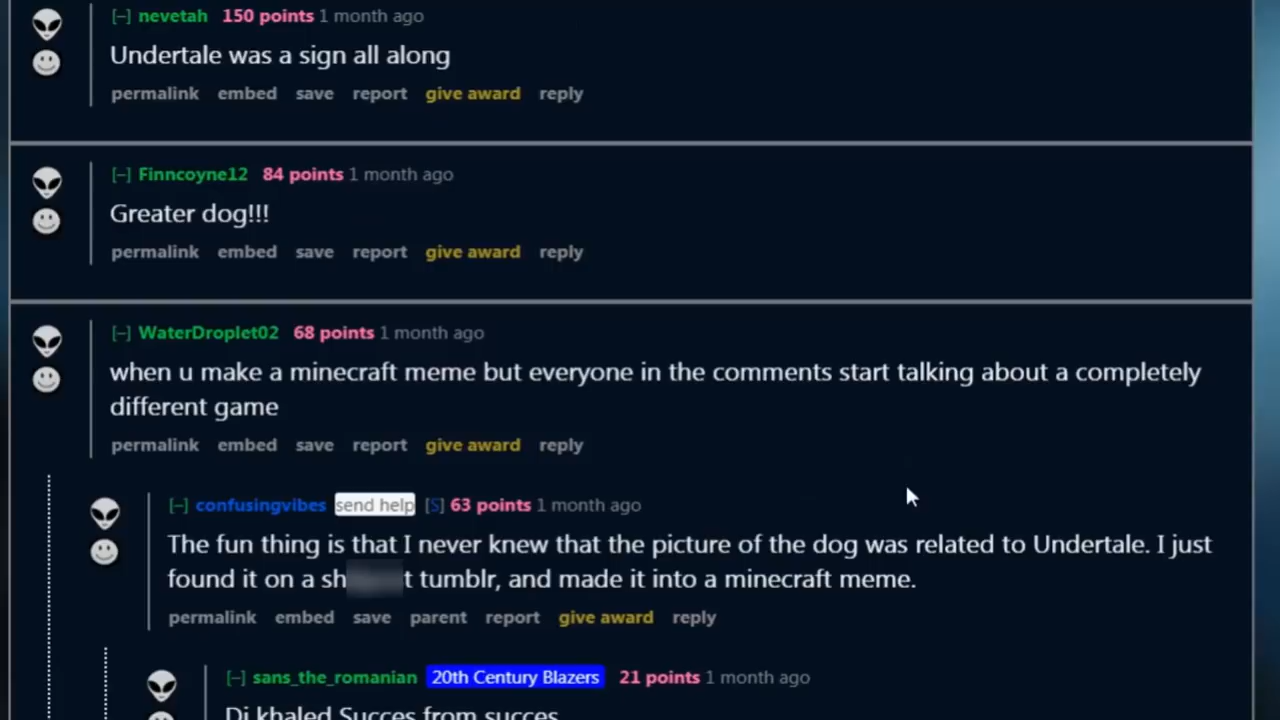 [–] nevetah 150 points 1 month ago
Undertale was a sign all along
permalink embed save report give award reply
[–] Finncoyne12 84 points 1 month ago
Greater dog!!!
permalink embed save report give award reply
[–] WaterDroplet02 68 points 1 month ago
when u make a minecraft meme but everyone in the comments start talking about a completely
different game
permalink embed save report give award reply
[–] confusingvibes send help [S] 63 points 1 month ago
The fun thing is that I never knew that the picture of the dog was related to Undertale. I just
found it on a sh t tumblr, and made it into a minecraft meme.
permalink embed save parent report give award reply
[–] sans_the_romanian 20th Century Blazers 21 points 1 month ago
Dj khaled Succes from succes